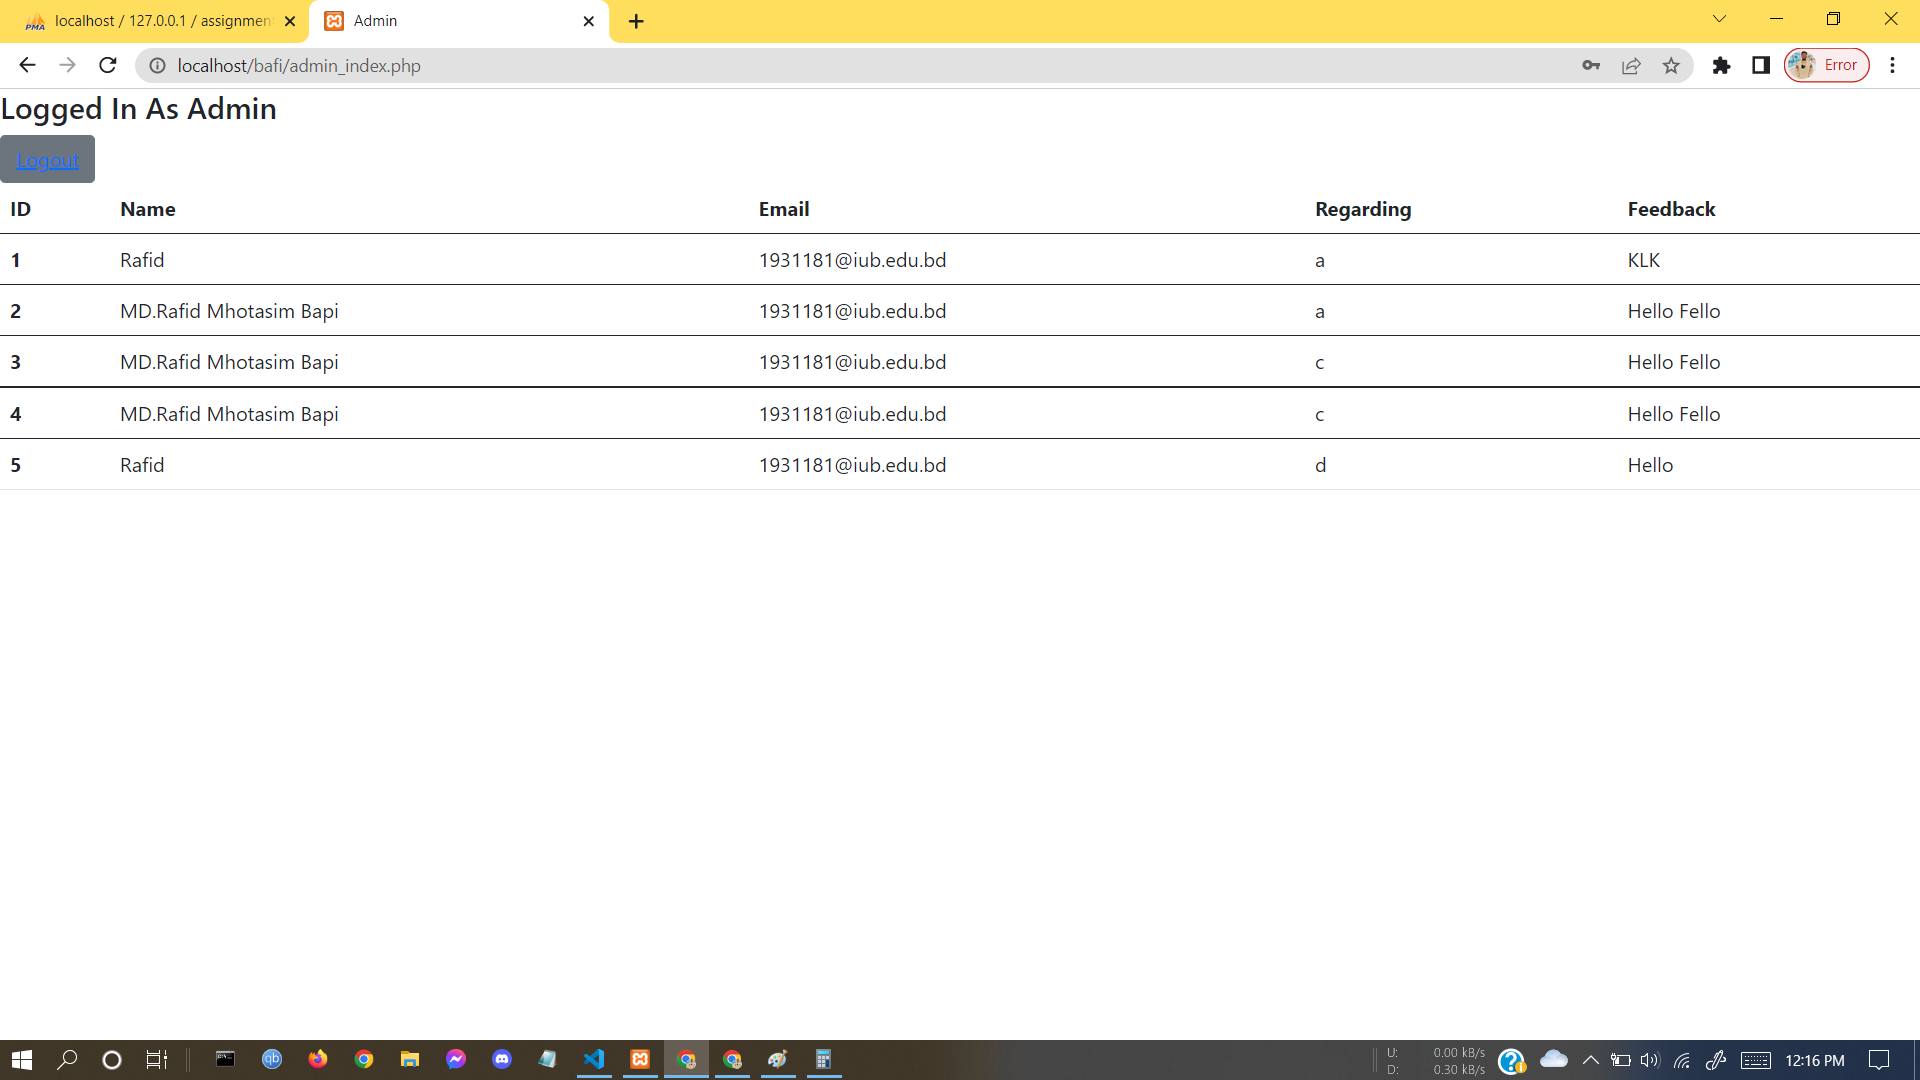 PMA localhost / 127.0.0.1 / assignmen
Admin
localhost/bafi/admin_index.php
Error
Logged In As Admin
Logout
ID Name Email Regarding Feedback
1 Rafid 1931181@iub.edu.bd a KLK
2 MD.Rafid Mhotasim Bapi 1931181@iub.edu.bd a Hello Fello
3 MD.Rafid Mhotasim Bapi 1931181@iub.edu.bd c Hello Fello
4 MD.Rafid Mhotasim Bapi 1931181@iub.edu.bd c Hello Fello
5 Rafid 1931181@iub.edu.bd d Hello
qb
U: 0.00 kB/s
D: 0.30 kB/s
12:16 PM